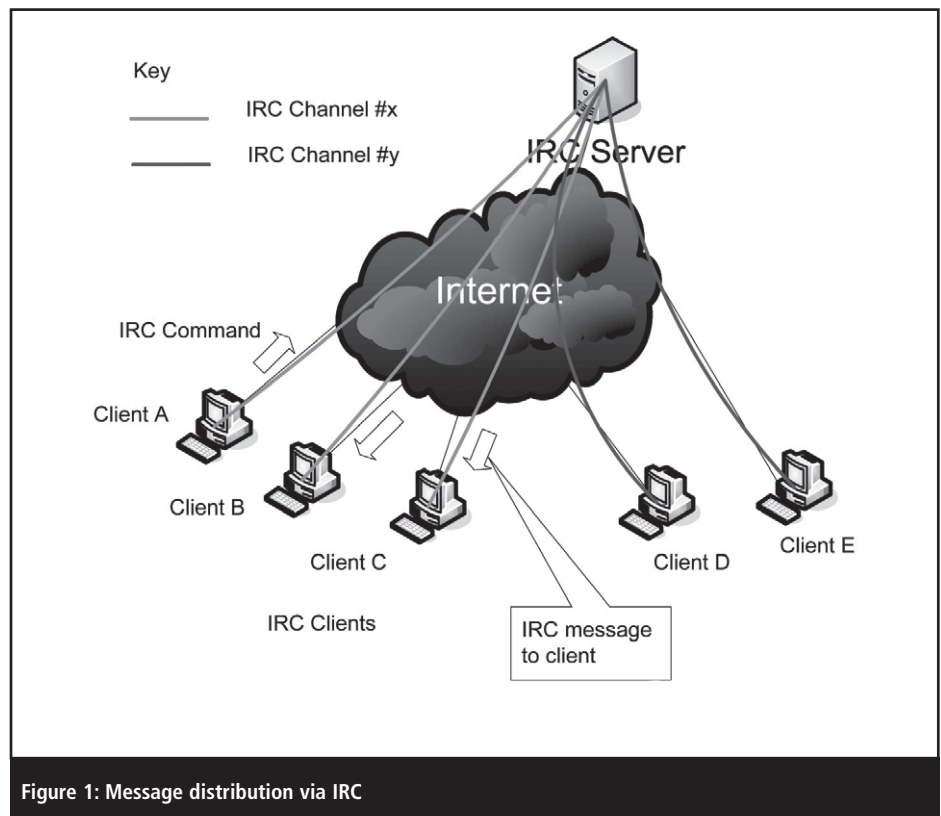 Key
IRC Channel #x
IRC Channel #y
IRC Server
Internet
IRC Command
Client A
Client B
Client C
Client D
Client E
IRC Clients
IRC message
to client
Figure 1: Message distribution via IRC